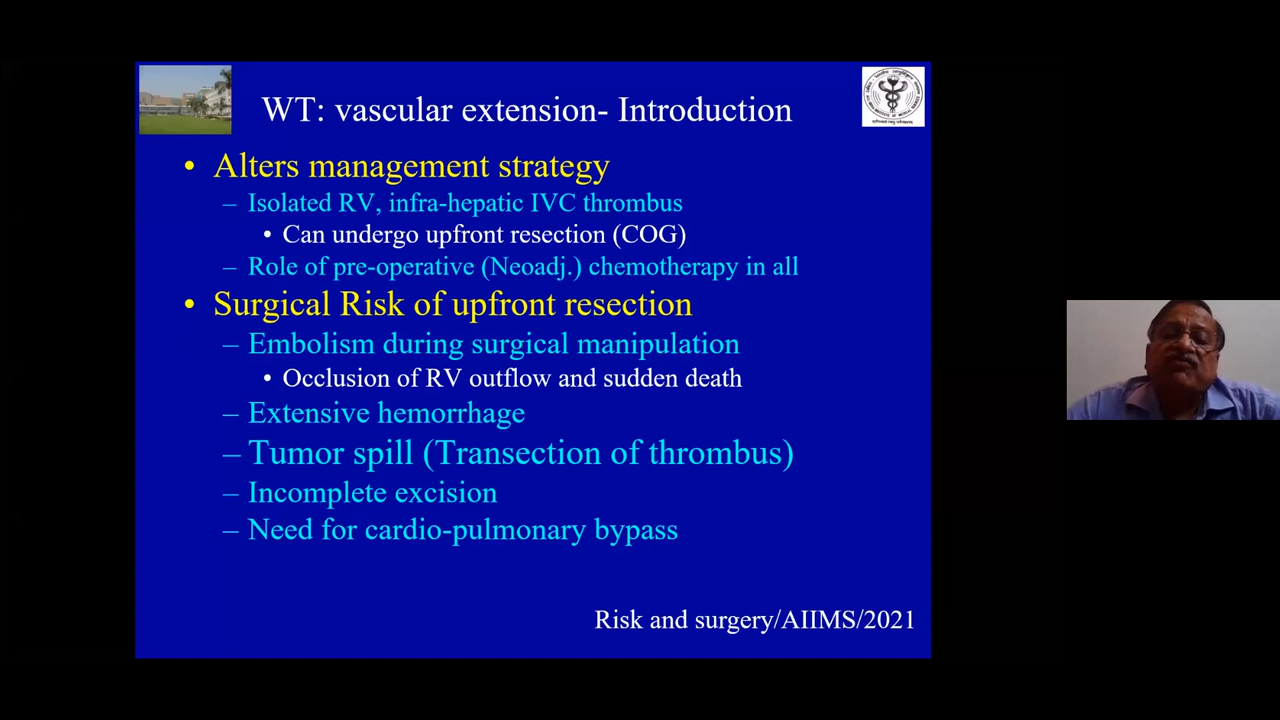 WT: vascular extension- Introduction
• Alters management strategy
– Isolated RV, infra-hepatic IVC thrombus
• Can undergo upfront resection (COG)
– Role of pre-operative (Neoadj.) chemotherapy in all
• Surgical Risk of upfront resection
– Embolism during surgical manipulation
• Occlusion of RV outflow and sudden death
– Extensive hemorrhage
– Tumor spill (Transection of thrombus)
– Incomplete excision
– Need for cardio-pulmonary bypass
Risk and surgery/AIIMS/2021